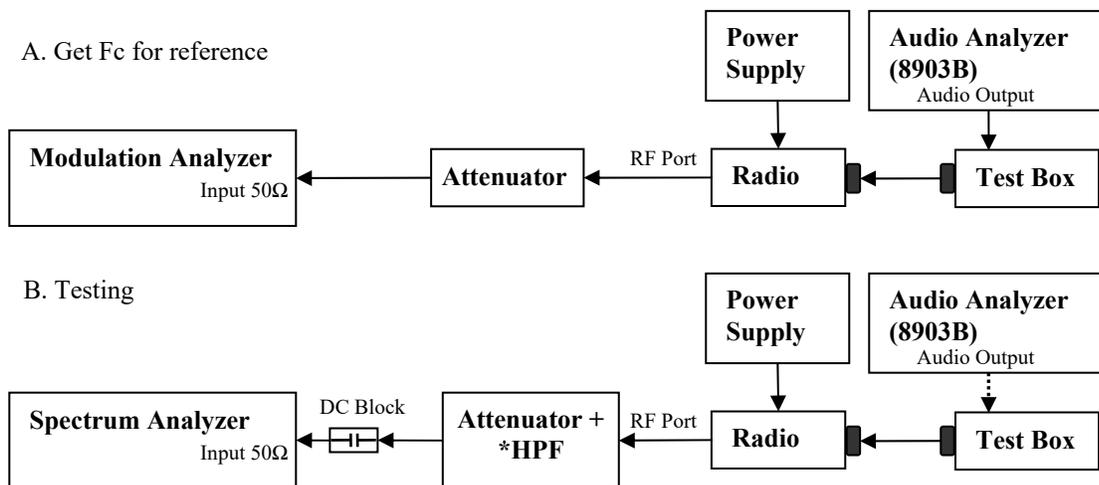 A. Get Fc for reference
Power
Supply
Audio Analyzer
(8903B)
Audio Output
Modulation Analyzer
Input 50Ω
Attenuator
RF Port
Radio
Test Box
B. Testing
Power
Supply
Audio Analyzer
(8903B)
Audio Output
Spectrum Analyzer
Input 50Ω
DC Block
Attenuator +
*HPF
RF Port
Radio
Test Box